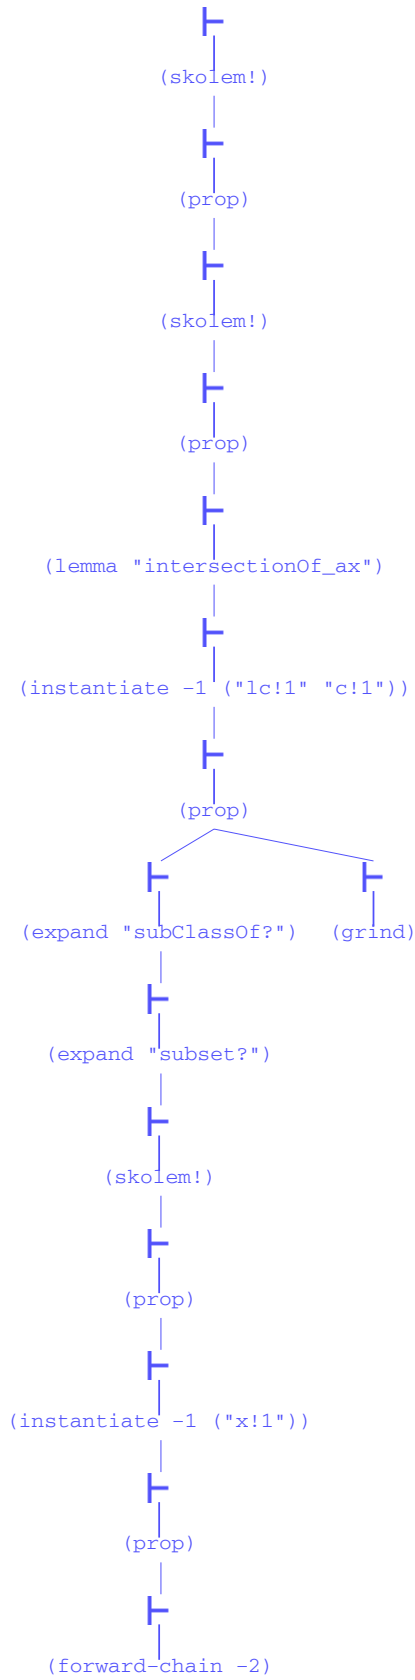 (skolem!)
(prop)
(skolem!)
(prop)
(lemma "intersectionOf_ax")
(instantiate -1 ("lc!1" "c!1"))
(prop)
(expand "subClassOf?") (grind)
(expand "subset?")
(skolem!)
(prop)
(instantiate -1 ("x!1"))
(prop)
(forward-chain -2)